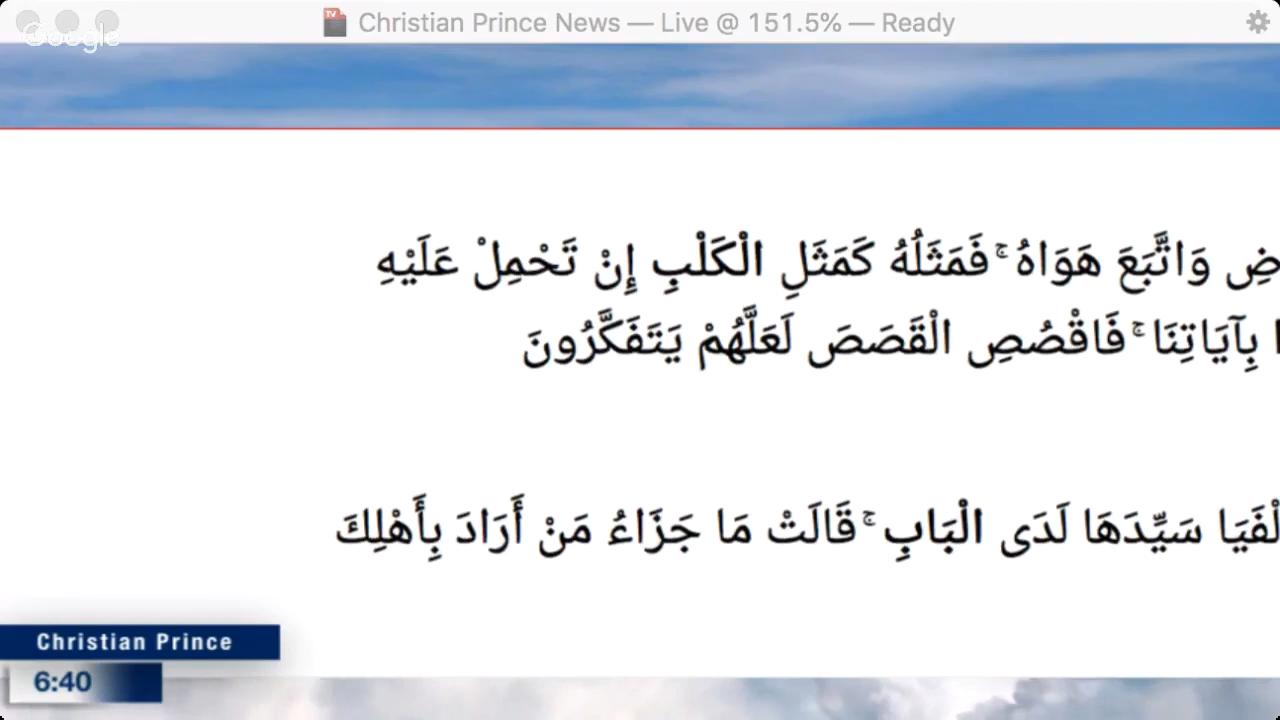 Google
Christian Prince News — Live @ 151.5% — Ready
وَاتَّبَعَ هَوَاهُ ۚ فَمَثَلُهُ كَمَثَلِ الْكَلْبِ إِنْ تَحْمِلْ عَلَيْهِ
بِآيَاتِنَا ۚ فَاقْصُصِ الْقَصَصَ لَعَلَّهُمْ يَتَفَكَّرُونَ
سَيِّدَهَا لَدَى الْبَابِ ۚ قَالَتْ مَا جَزَاءُ مَنْ أَرَادَ بِأَهْلِكَ
Christian Prince
6:40